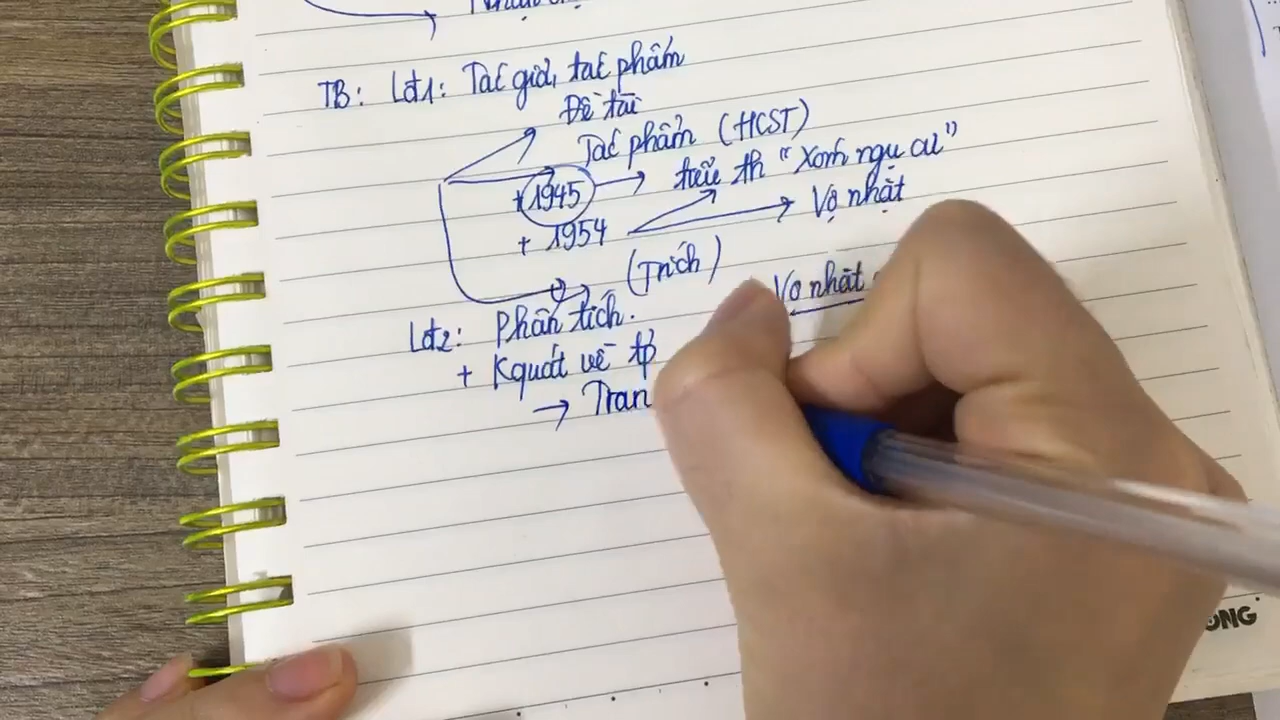 TB: Lđ1: Tác giả, tác phẩm
Đề tài
Tác phẩm (HCST)
+ 1945 tiểu th "Xóm ngụ cư"
+ 1954 Vợ nhặt
(Trích) Vợ nhặt
Lđ2: Phân tích.
+ Kquát về tp
→ Tran
ONG